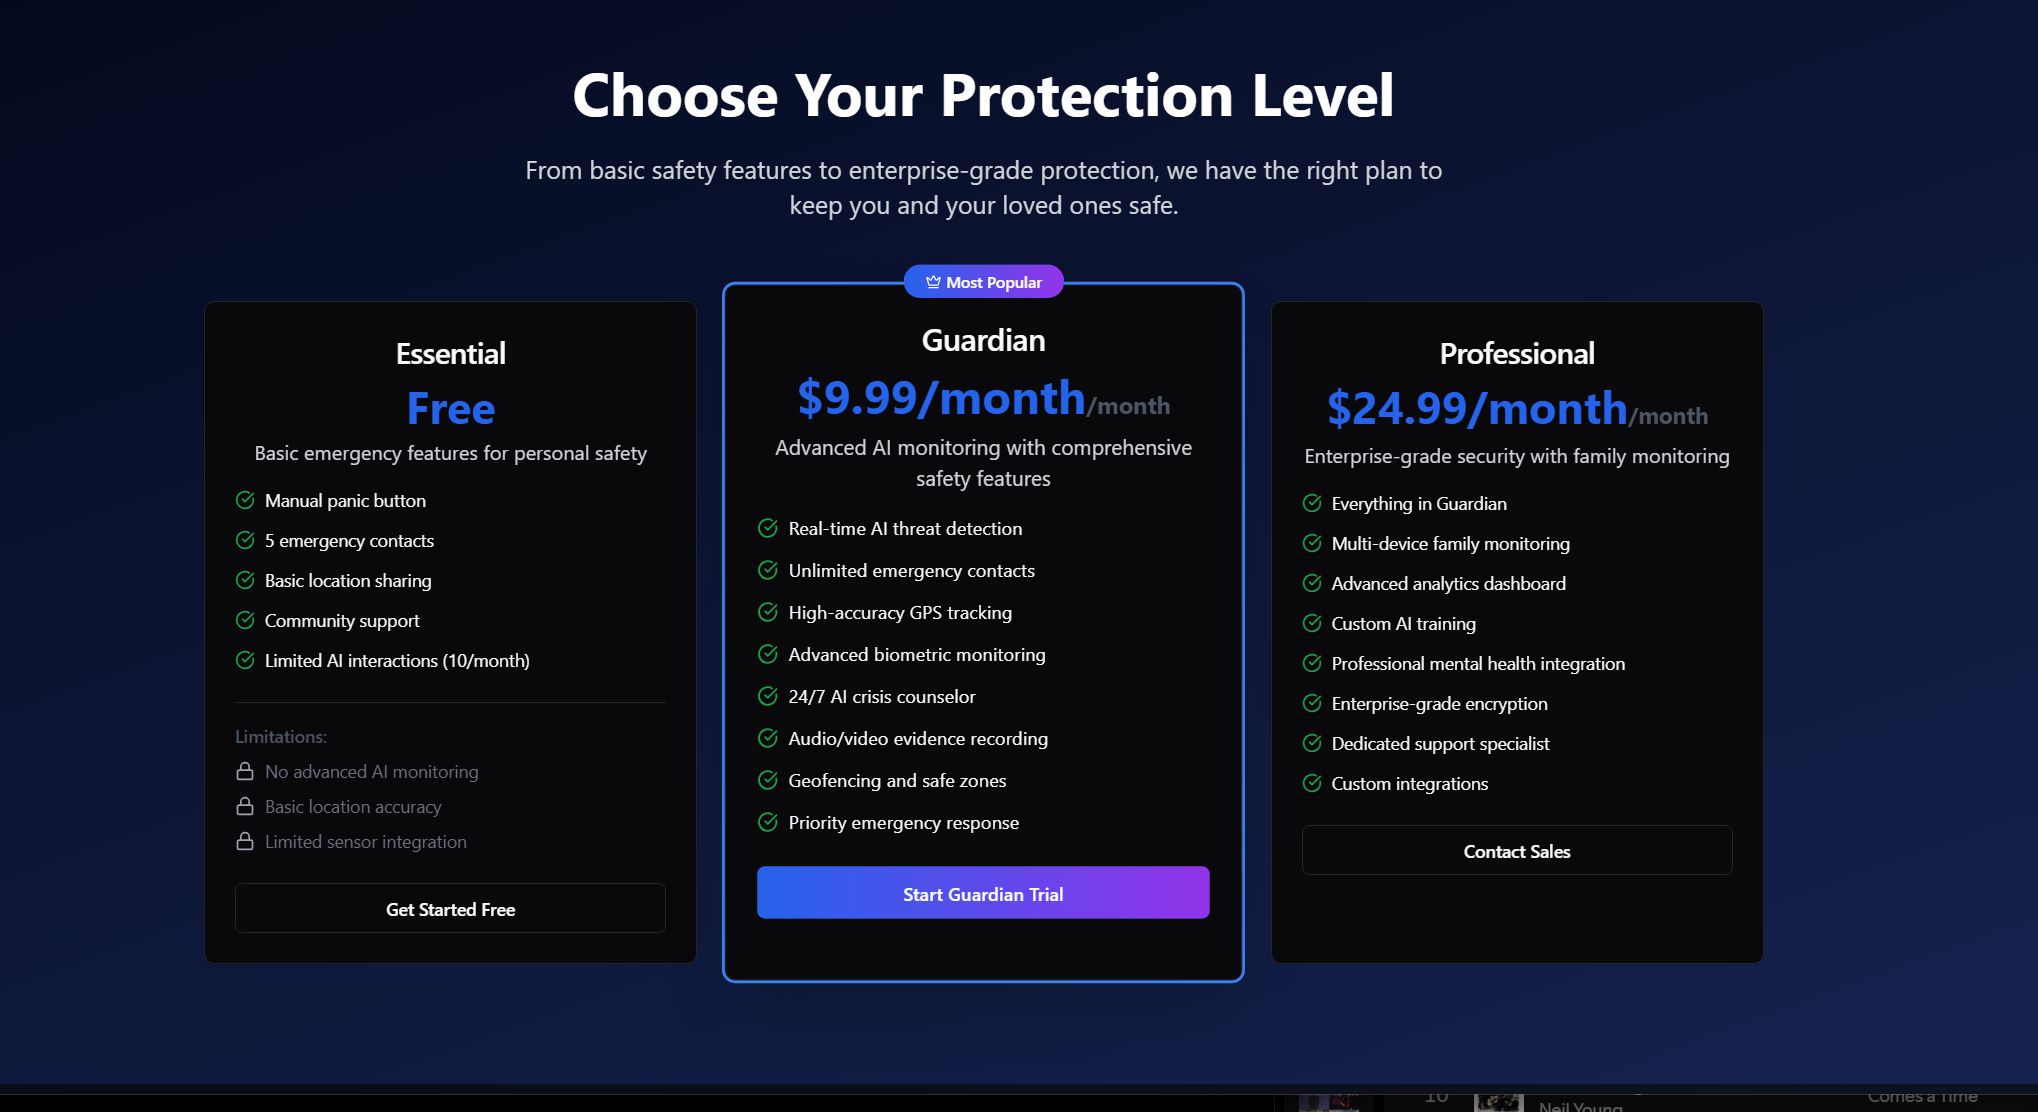 Choose Your Protection Level
From basic safety features to enterprise-grade protection, we have the right plan to
keep you and your loved ones safe.
Essential
Free
Basic emergency features for personal safety
Manual panic button
5 emergency contacts
Basic location sharing
Community support
Limited AI interactions (10/month)
Limitations:
No advanced AI monitoring
Basic location accuracy
Limited sensor integration
Get Started Free
Most Popular
Guardian
$9.99/month/month
Advanced AI monitoring with comprehensive
safety features
Real-time AI threat detection
Unlimited emergency contacts
High-accuracy GPS tracking
Advanced biometric monitoring
24/7 AI crisis counselor
Audio/video evidence recording
Geofencing and safe zones
Priority emergency response
Start Guardian Trial
Professional
$24.99/month/month
Enterprise-grade security with family monitoring
Everything in Guardian
Multi-device family monitoring
Advanced analytics dashboard
Custom AI training
Professional mental health integration
Enterprise-grade encryption
Dedicated support specialist
Custom integrations
Contact Sales
10
Neil Young
Comes a Time